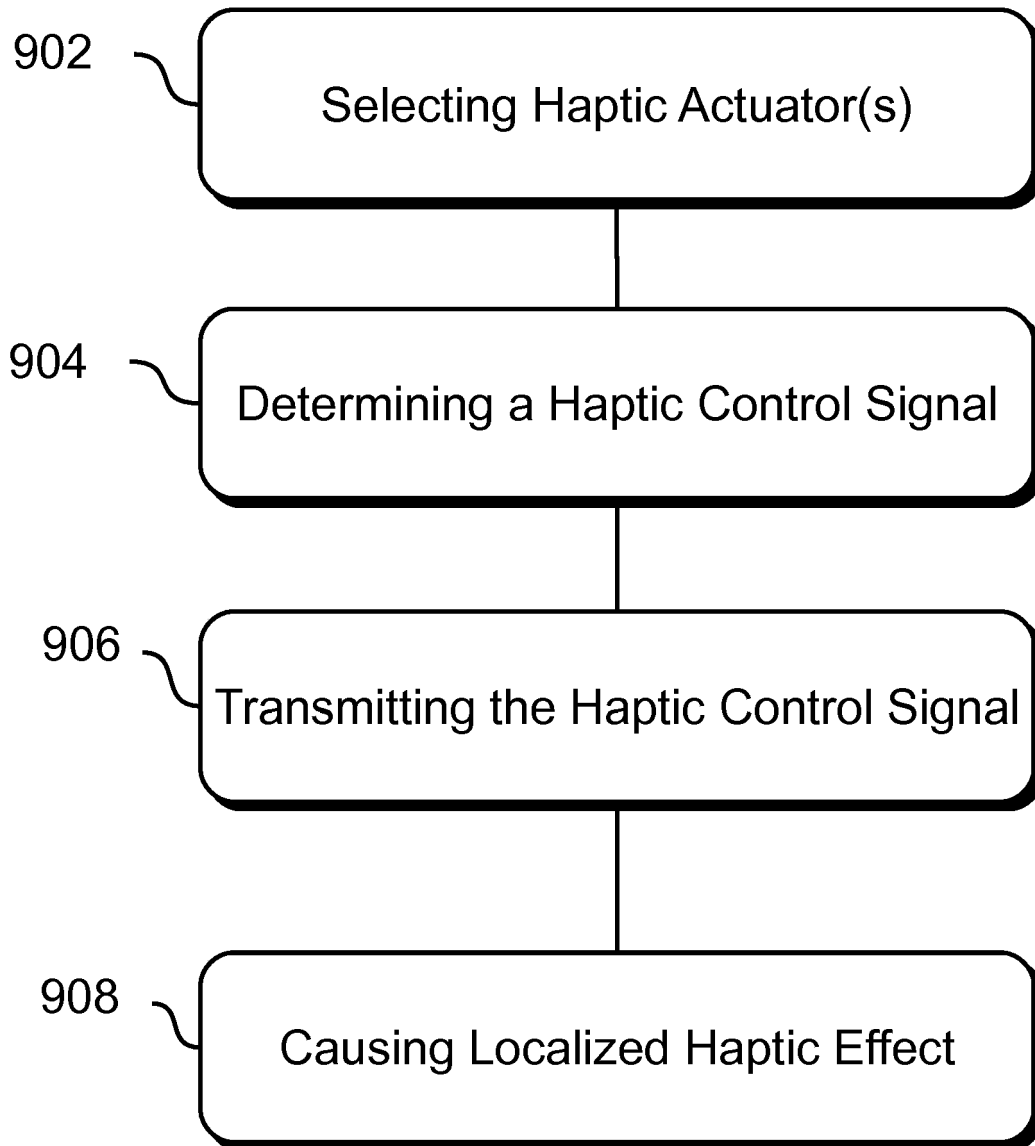 902
Selecting Haptic Actuator(s)
904
Determining a Haptic Control Signal
906
Transmitting the Haptic Control Signal
908
Causing Localized Haptic Effect